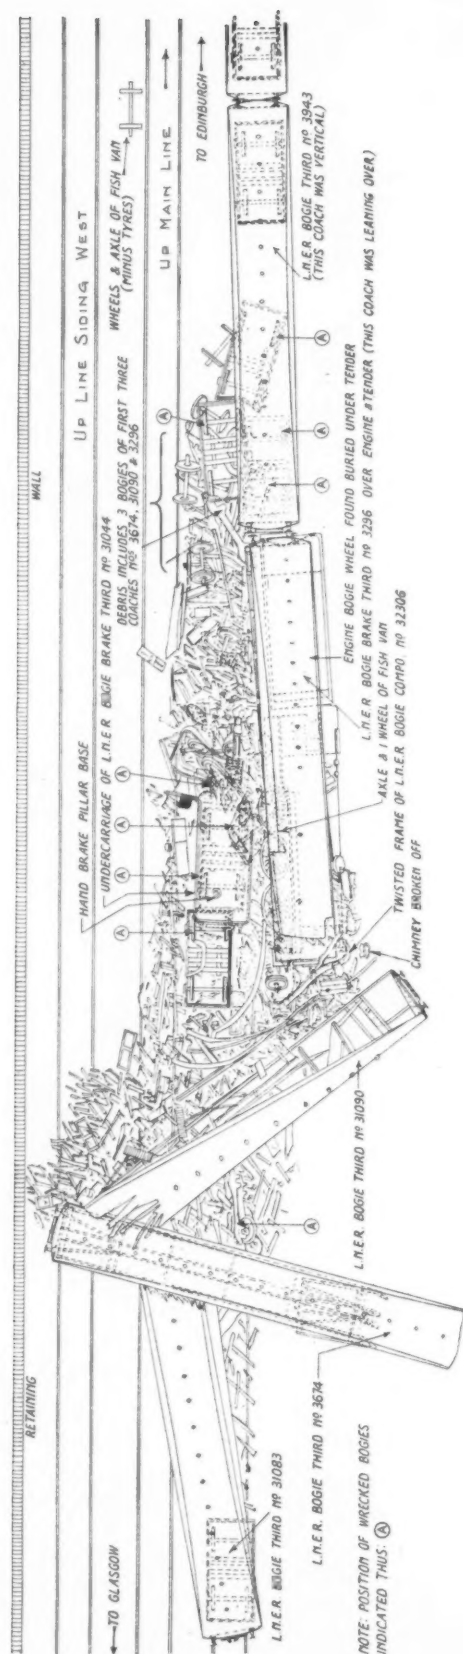 RETAINING
WALL
TO GLASGOW
UP LINE SIDING WEST
HAND BRAKE PILLAR BASE
UNDERCARRIAGE OF L.N.E.R BOGIE BRAKE THIRD Nº 31044
DEBRIS INCLUDES 3 BOGIES OF FIRST THREE
COACHES Nºs 3674, 31090 & 3296
WHEELS & AXLE OF FISH VAN
(MINUS TYRES)
UP MAIN LINE
TO EDINBURGH
A
A
A
A
A
A
A
A
A
L.N.E.R BOGIE THIRD Nº 3943
(THIS COACH WAS VERTICAL)
ENGINE BOGIE WHEEL FOUND BURIED UNDER TENDER
L.N.E.R BOGIE BRAKE THIRD Nº 3296 OVER ENGINE & TENDER (THIS COACH WAS LEANING OVER)
AXLE & 1 WHEEL OF FISH VAN
TWISTED FRAME OF L.N.E.R BOGIE COMPO. Nº 32306
CHIMNEY BROKEN OFF
L.N.E.R. BOGIE THIRD Nº 31090
L.N.E.R. BOGIE THIRD Nº 3674
L.N.E.R BOGIE THIRD Nº 31083
NOTE: POSITION OF WRECKED BOGIES
INDICATED THUS: A